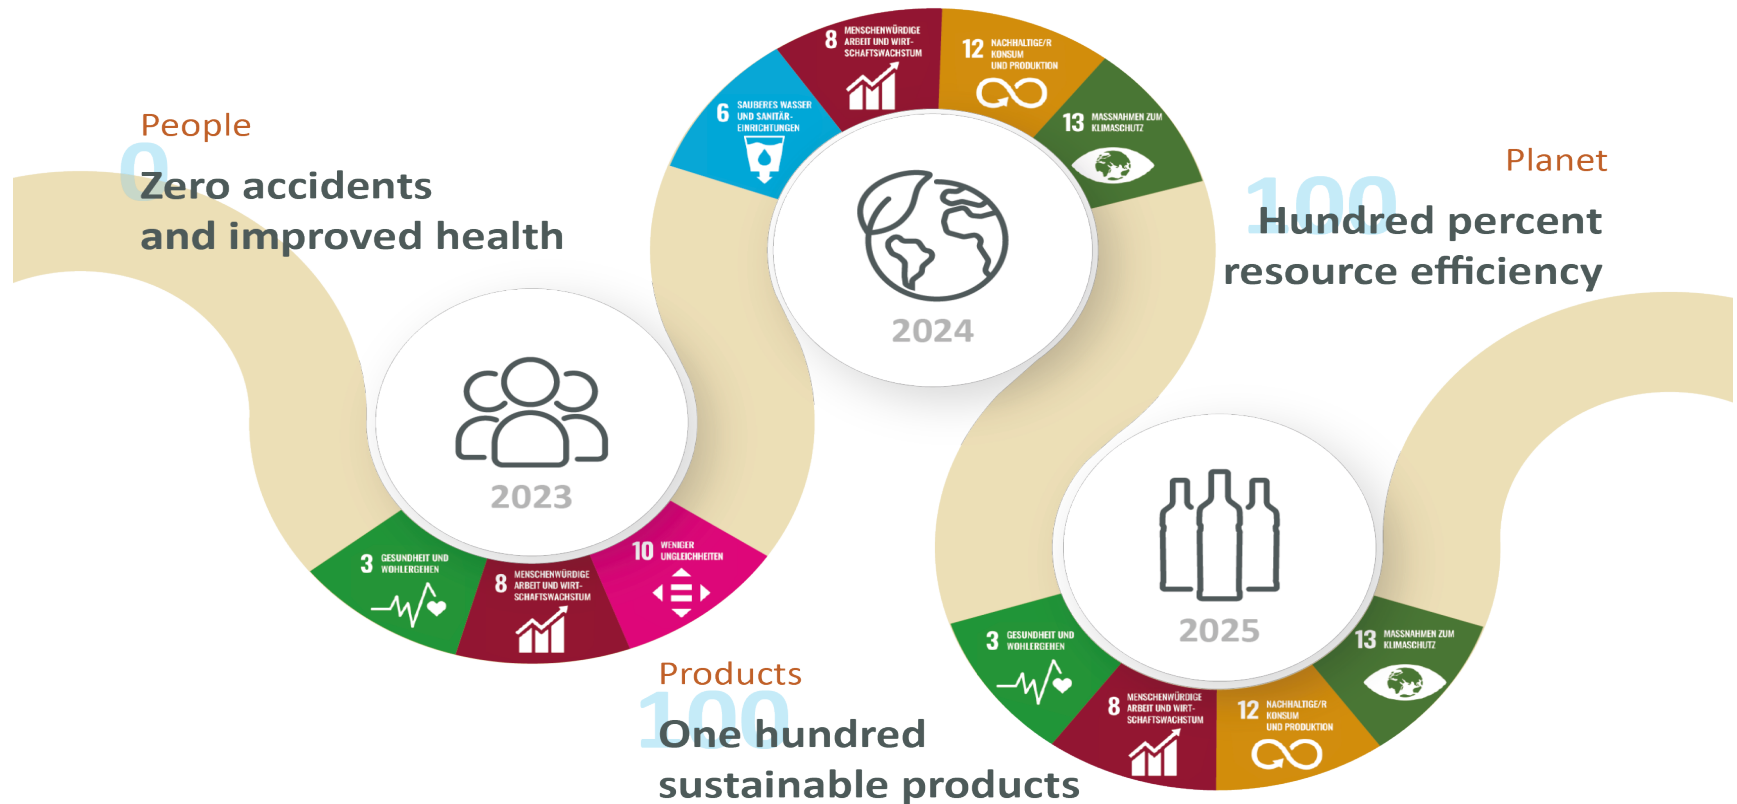 People
0
Zero accidents
and improved health
2023
3 GESUNDHEIT UND
WOHLERGEHEN
8 MENSCHENWÜRDIGE
ARBEIT UND WIRT-
SCHAFTSWACHSTUM
10 WENIGER
UNGLEICHHEITEN
6 SAUBERES WASSER
UND SANITÄR-
EINRICHTUNGEN
8 MENSCHENWÜRDIGE
ARBEIT UND WIRT-
SCHAFTSWACHSTUM
12 NACHHALTIGE/R
KONSUM
UND PRODUKTION
13 MASSNAHMEN ZUM
KLIMASCHUTZ
2024
Planet
100
Hundred percent
resource efficiency
Products
100
One hundred
sustainable products
2025
3 GESUNDHEIT UND
WOHLERGEHEN
8 MENSCHENWÜRDIGE
ARBEIT UND WIRT-
SCHAFTSWACHSTUM
12 NACHHALTIGE/R
KONSUM
UND PRODUKTION
13 MASSNAHMEN ZUM
KLIMASCHUTZ